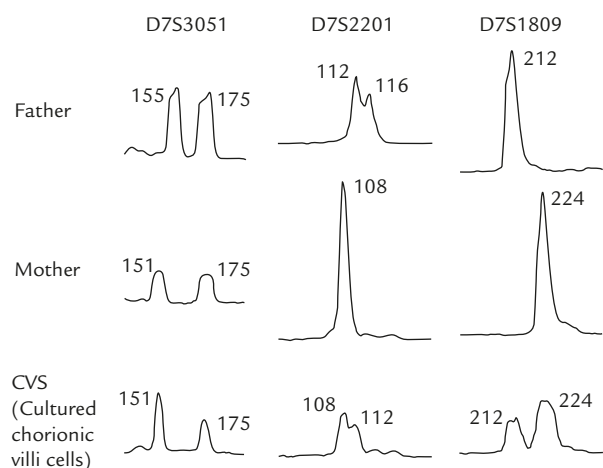 D7S3051 D7S2201 D7S1809
Father 155 175 112 116 212
Mother 151 175 108 224
CVS
(Cultured
chorionic
villi cells)
151 175 108 112 212 224